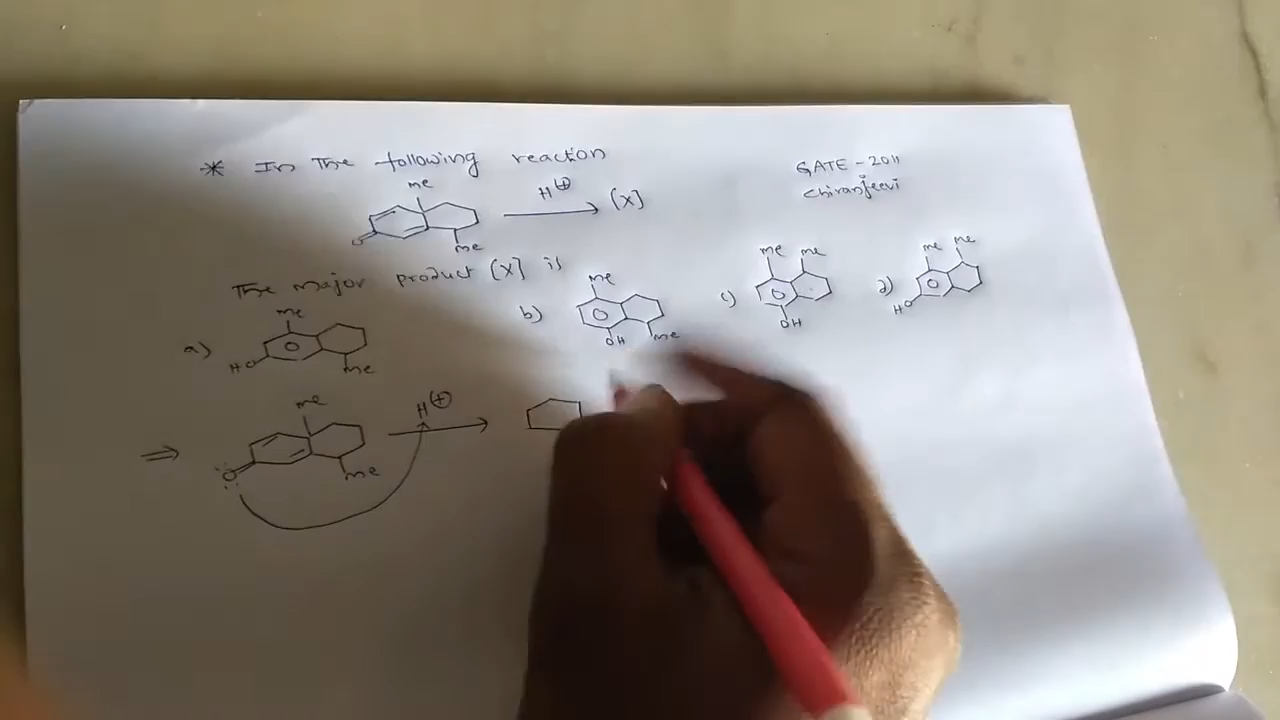 * In The following reaction
GATE - 2011
Chiranjeevi
me
H⊕
(X)
O
me
The major product (X) is
a)
me
HO
me
b)
me
OH
me
c)
me me
OH
d)
me me
HO
⇒
me
H⊕
:O:
me